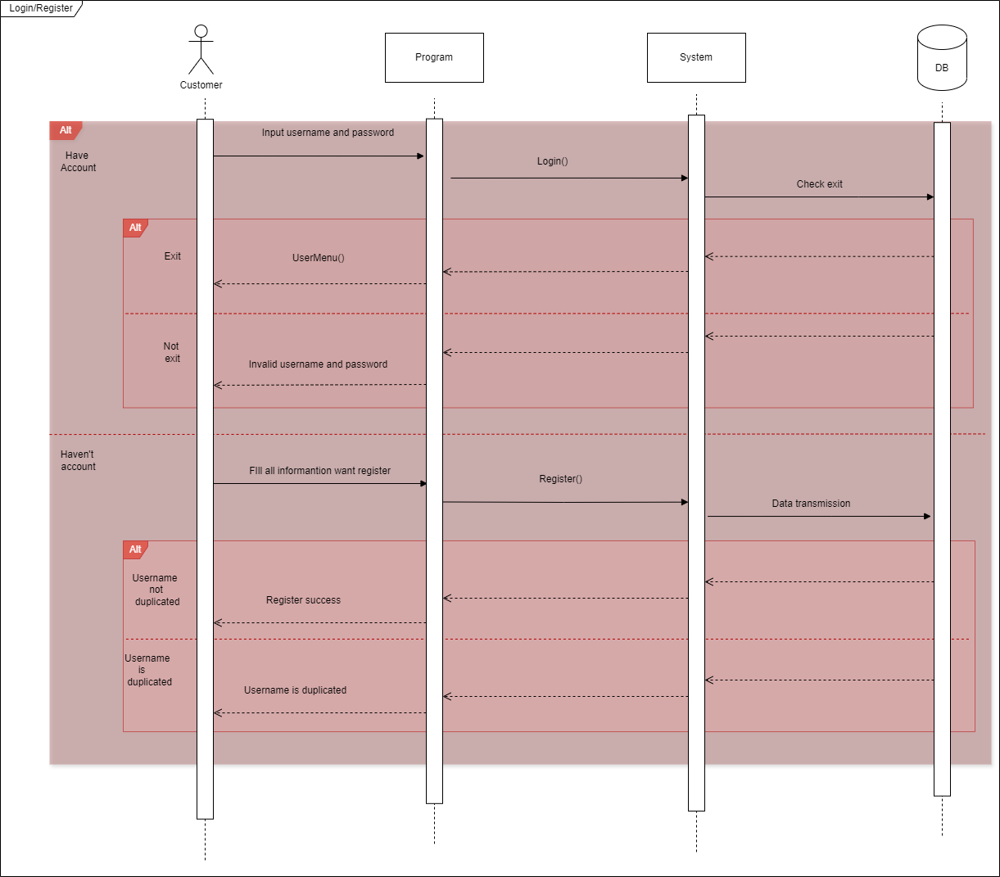 Login/Register
Customer
Program
System
DB
Alt
Input username and password
Have
Account
Login()
Check exit
Alt
Exit
UserMenu()
Not
exit
Invalid username and password
Haven't
account
FIll all informantion want register
Register()
Data transmission
Alt
Username
not
duplicated
Register success
Username
is
duplicated
Username is duplicated